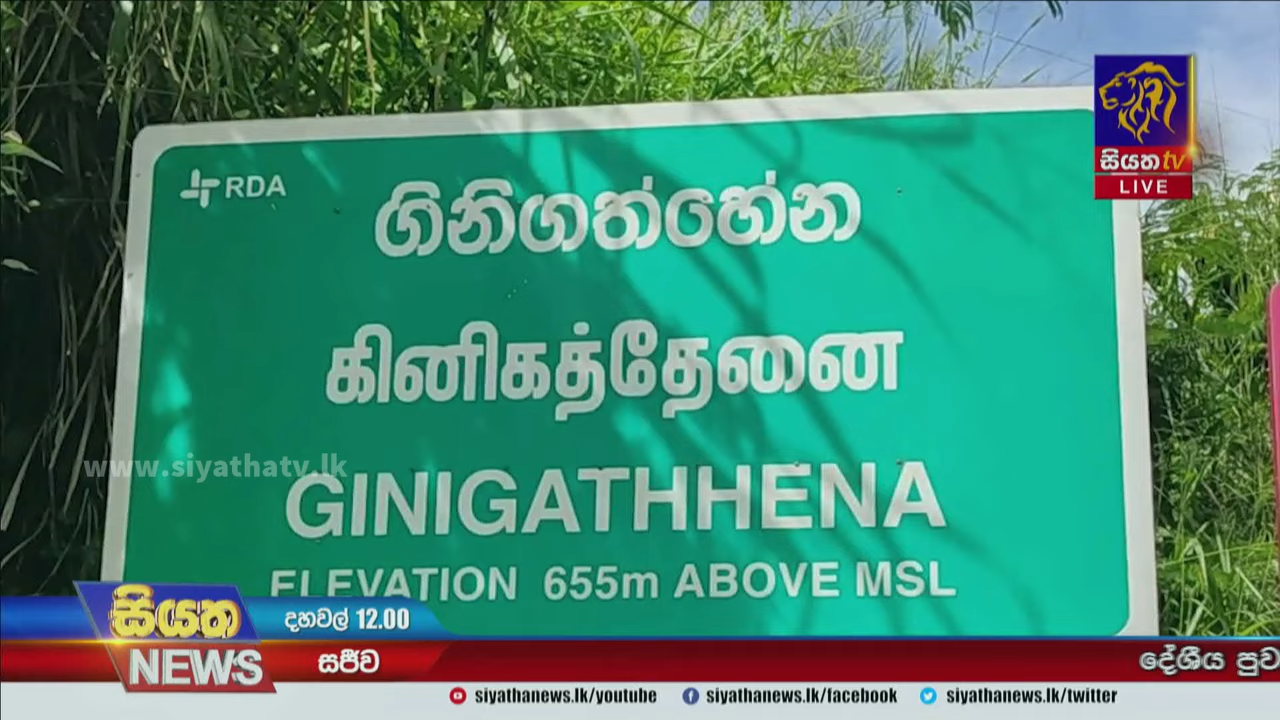 RDA
ගිනිගත්හේන
கினிகத்தேனை
GINIGATHHENA
ELEVATION 655m ABOVE MSL
සියත tv
LIVE
www.siyathatv.lk
සියත
NEWS
දහවල් 12.00
සජීව
දේශීය
siyathanews.lk/youtube
siyathanews.lk/facebook
siyathanews.lk/twitter